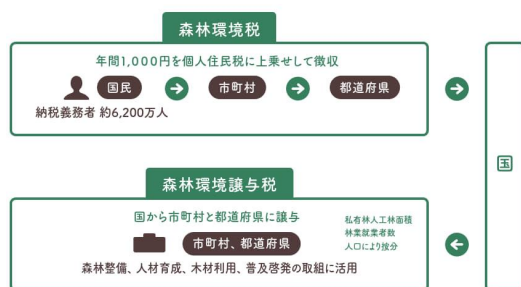 森林環境税
年間1,000円を個人住民税に上乗せして徴収
国民 市町村 都道府県
納税義務者 約6,200万人
国
森林環境譲与税
国から市町村と都道府県に譲与
私有林人工林面積
林業就業者数
人口により按分
市町村、都道府県
森林整備、人材育成、木材利用、普及啓発の取組に活用